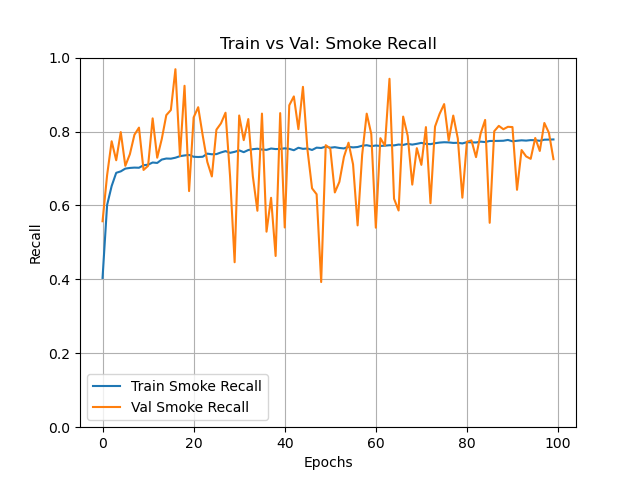 Train vs Val: Smoke Recall
1.0
0.8
0.6
0.4
0.2
0.0
Recall
Train Smoke Recall
Val Smoke Recall
0 20 40 60 80 100
Epochs